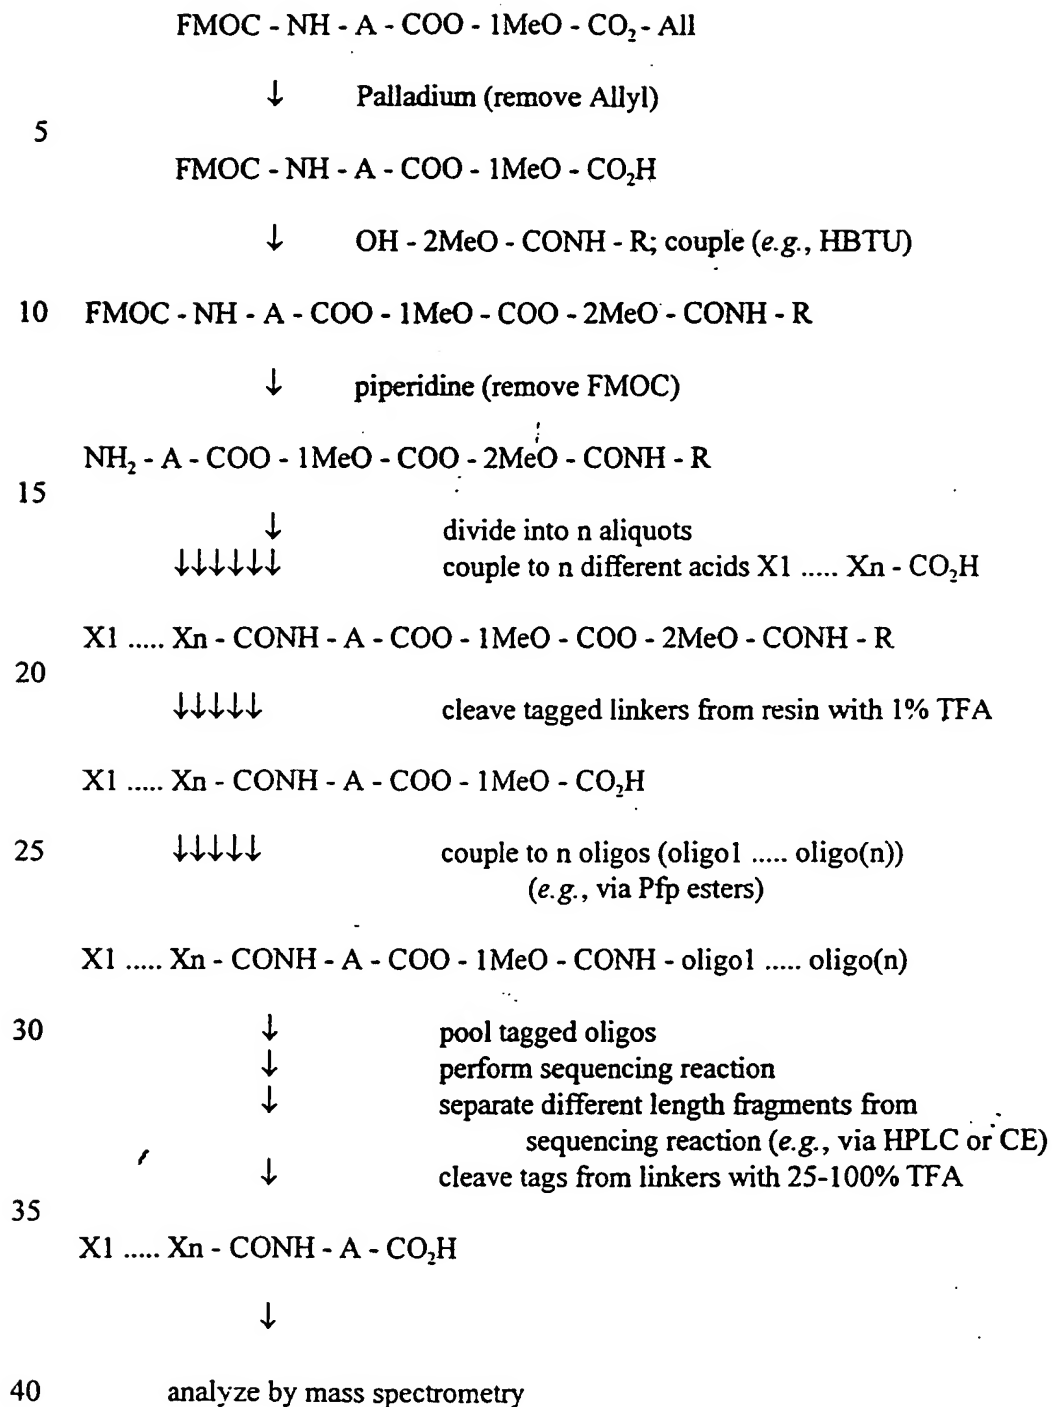 FMOC - NH - A - COO - 1MeO - CO₂- All
↓ Palladium (remove Allyl)
5
FMOC - NH - A - COO - 1MeO - CO₂H
↓ OH - 2MeO - CONH - R; couple (e.g., HBTU)
10 FMOC - NH - A - COO - 1MeO - COO - 2MeO - CONH - R
↓ piperidine (remove FMOC)
NH₂ - A - COO - 1MeO - COO - 2MeO - CONH - R
15
↓ divide into n aliquots
↓↓↓↓↓↓ couple to n different acids X1 ..... Xn - CO₂H
X1 ..... Xn - CONH - A - COO - 1MeO - COO - 2MeO - CONH - R
20
↓↓↓↓↓ cleave tagged linkers from resin with 1% TFA
X1 ..... Xn - CONH - A - COO - 1MeO - CO₂H
25 ↓↓↓↓↓ couple to n oligos (oligo1 ..... oligo(n))
(e.g., via Pfp esters)
X1 ..... Xn - CONH - A - COO - 1MeO - CONH - oligo1 ..... oligo(n)
30 ↓ pool tagged oligos
↓ perform sequencing reaction
↓ separate different length fragments from
sequencing reaction (e.g., via HPLC or CE)
↓ cleave tags from linkers with 25-100% TFA
35
X1 ..... Xn - CONH - A - CO₂H
↓
40 analyze by mass spectrometry